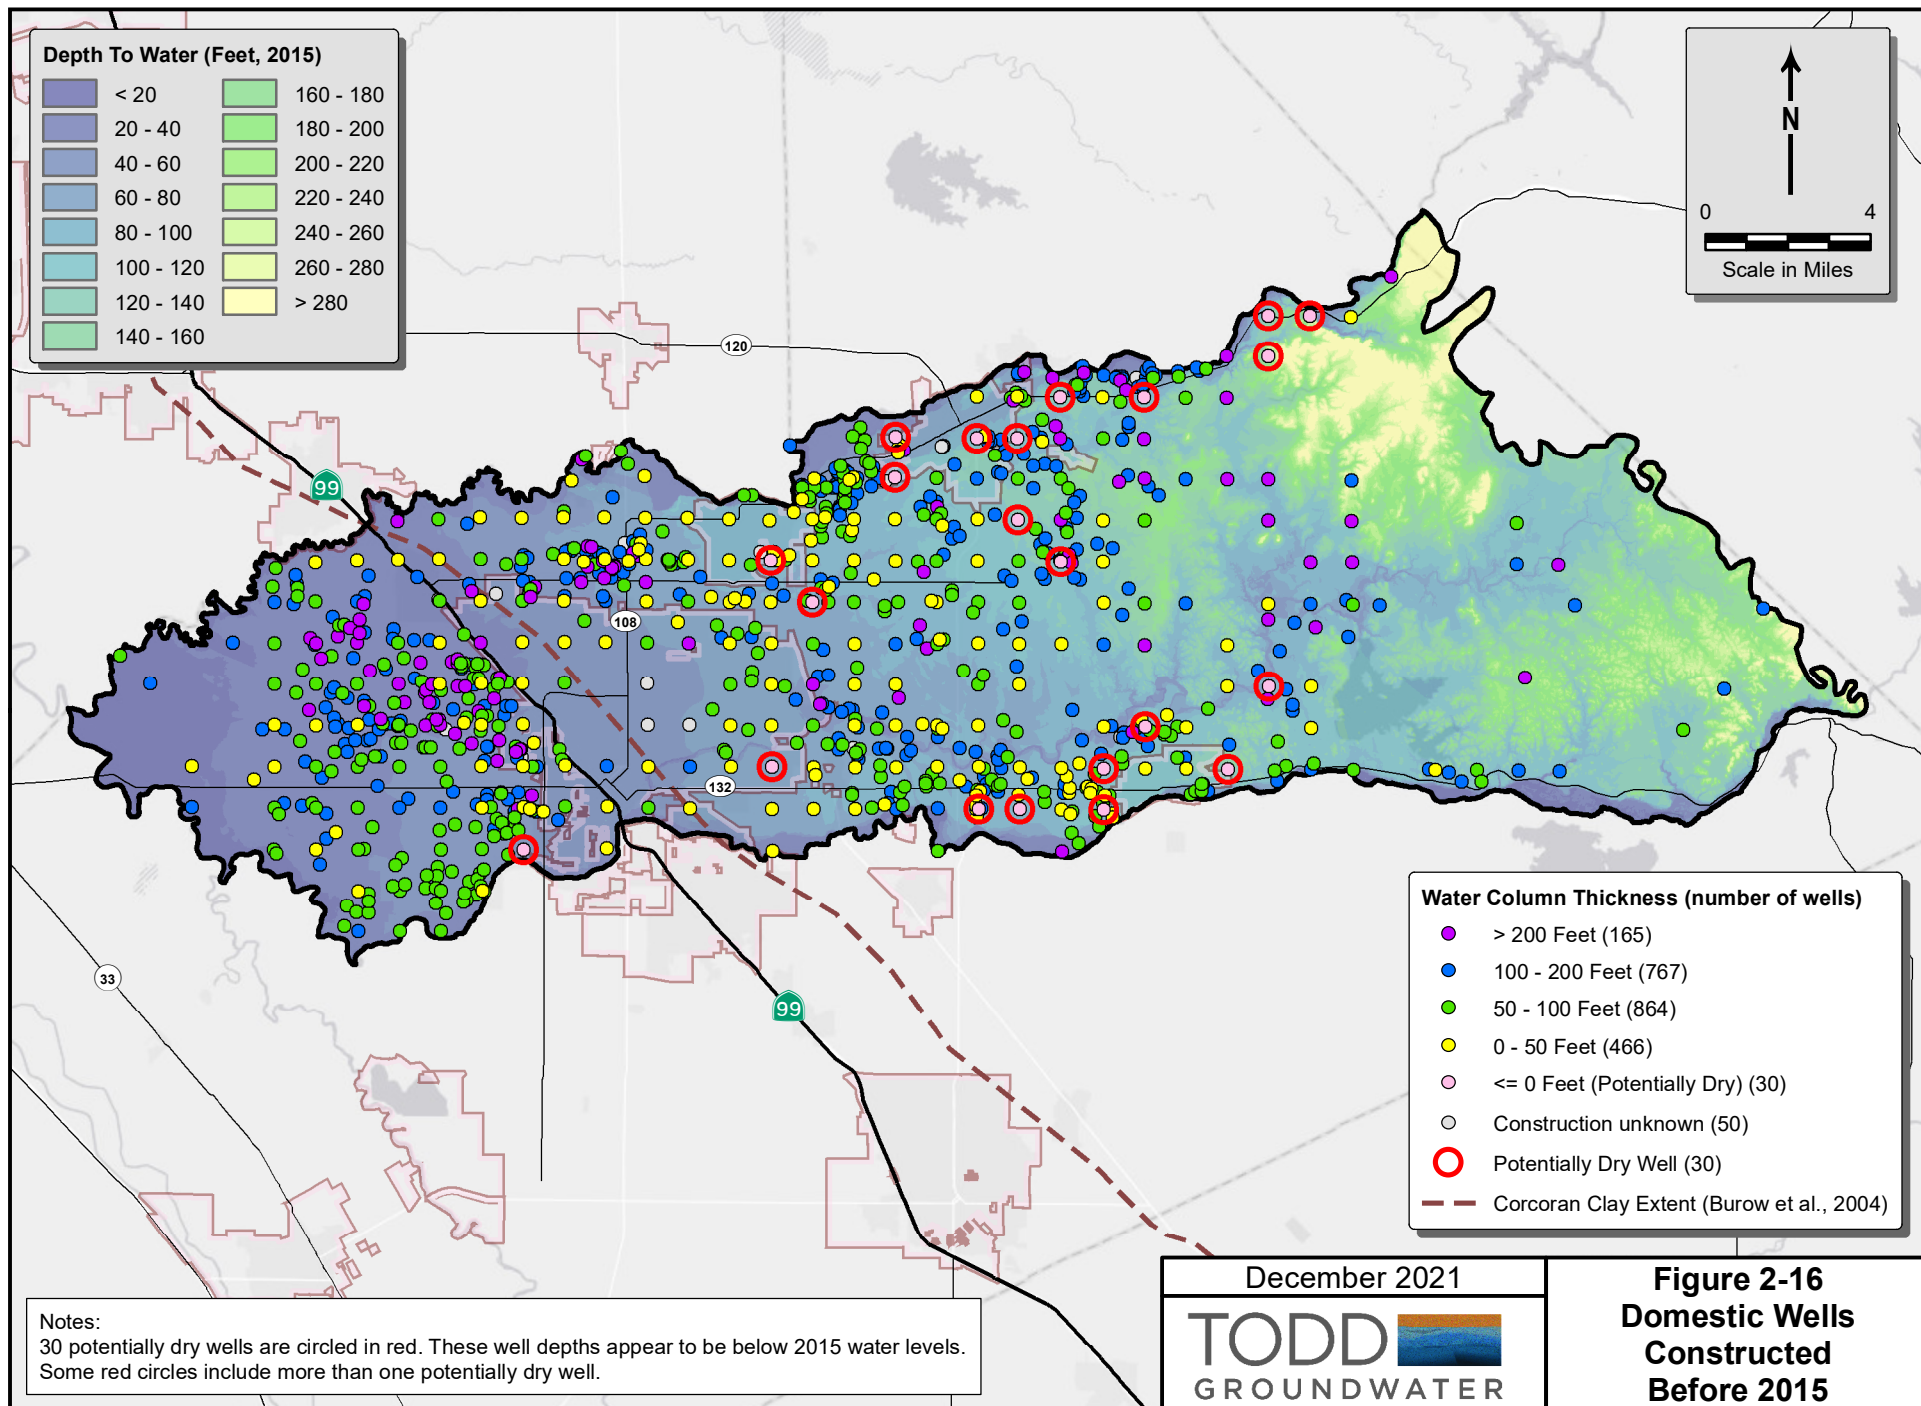 Depth To Water (Feet, 2015)
< 20
20 - 40
40 - 60
60 - 80
80 - 100
100 - 120
120 - 140
140 - 160
160 - 180
180 - 200
200 - 220
220 - 240
240 - 260
260 - 280
> 280
N
0 4
Scale in Miles
120
99
108
132
33
99
Water Column Thickness (number of wells)
> 200 Feet (165)
100 - 200 Feet (767)
50 - 100 Feet (864)
0 - 50 Feet (466)
<= 0 Feet (Potentially Dry) (30)
Construction unknown (50)
Potentially Dry Well (30)
Corcoran Clay Extent (Burow et al., 2004)
Notes:
30 potentially dry wells are circled in red. These well depths appear to be below 2015 water levels.
Some red circles include more than one potentially dry well.
December 2021
TODD
GROUNDWATER
Figure 2-16
Domestic Wells
Constructed
Before 2015